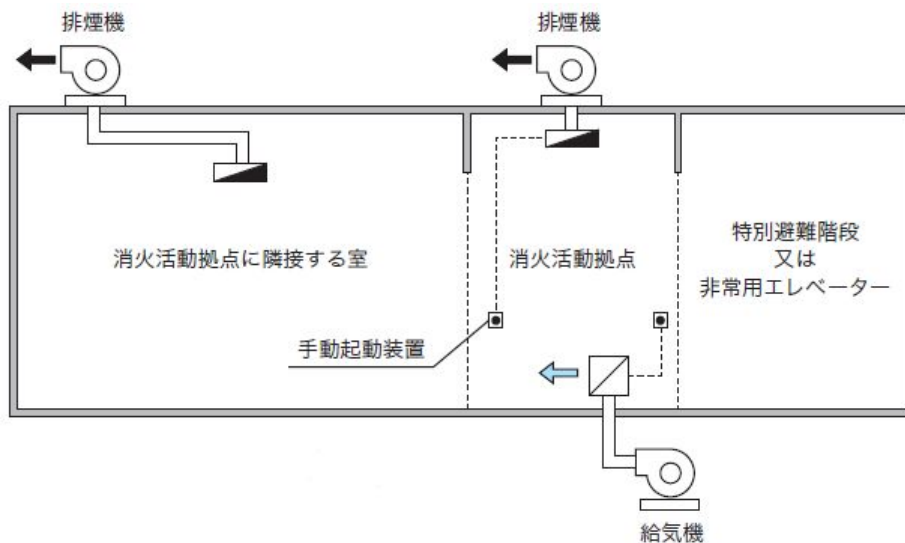 排煙機
排煙機
消火活動拠点に隣接する室
消火活動拠点
特別避難階段
又は
非常用エレベーター
手動起動装置
給気機